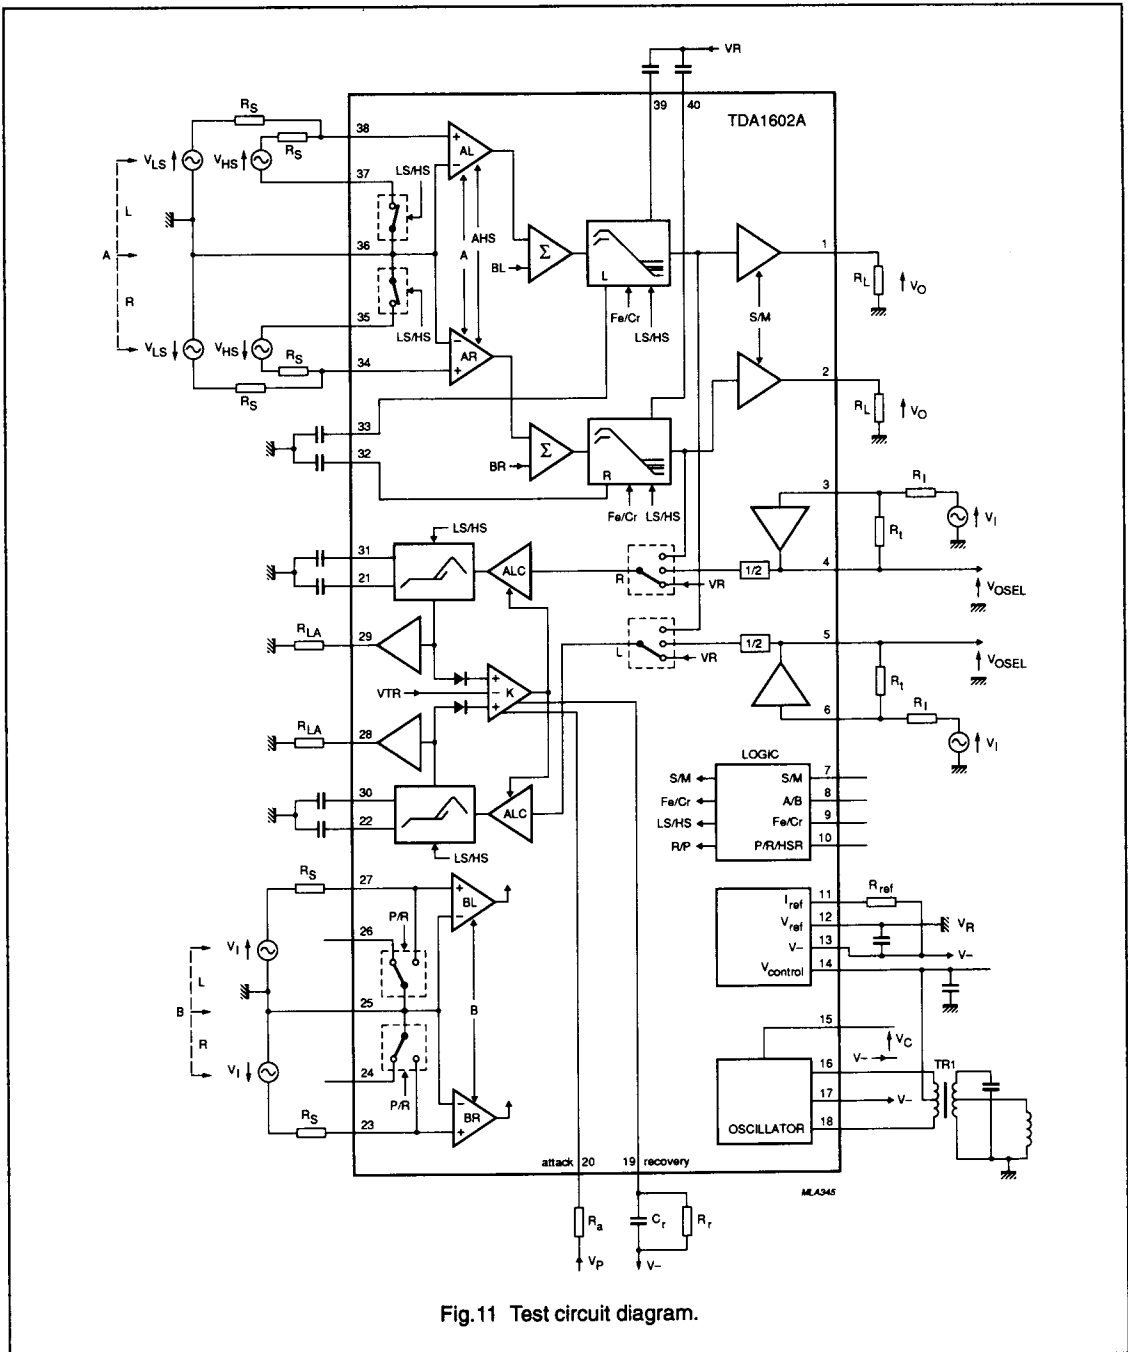 VR
39 40
TDA1602A
RS
38
+
AL
−
RS
VLS
VHS
37
LS/HS
L
36
A
AHS
A
Σ
BL
L
1
RL
VO
Fe/Cr
LS/HS
S/M
R
35
LS/HS
VLS
VHS
RS
34
−
AR
+
RS
2
RL
VO
33
32
Σ
BR
R
Fe/Cr LS/HS
3
RI
VI
Rt
LS/HS
31
21
ALC
R
VR
1/2
4
VOSEL
RLA
29
L
VR
1/2
5
VOSEL
VTR
+
− K
+
Rt
6
RI
VI
RLA
28
LOGIC
S/M S/M 7
Fe/Cr A/B 8
LS/HS Fe/Cr 9
R/P P/R/HSR 10
30
22
ALC
LS/HS
RS
27
+
BL
−
P/R
26
VI
L
B
25
B
R
VI
24
P/R
RS
23
−
BR
+
Iref 11 Rref
Vref 12 VR
V− 13 V−
Vcontrol 14
15
VC
V−
16
TR1
17 V−
OSCILLATOR 18
attack 20 19 recovery
MLA345
Ra
Cr
Rr
VP
V−
Fig.11 Test circuit diagram.